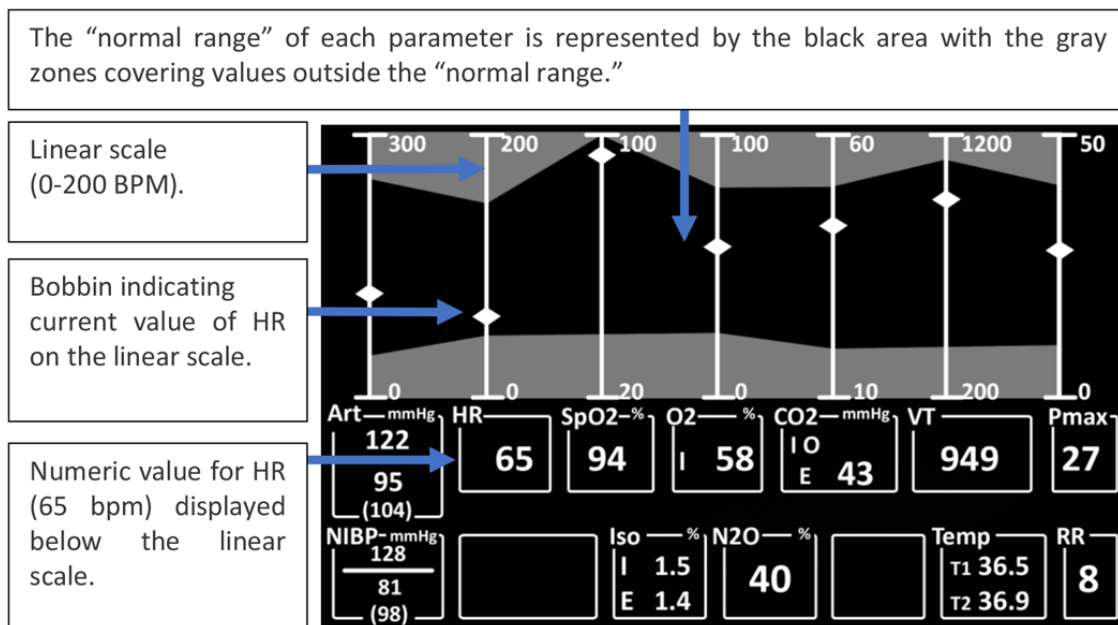 The “normal range” of each parameter is represented by the black area with the gray
zones covering values outside the “normal range.”
Linear scale
(0-200 BPM).
Bobbin indicating
current value of HR
on the linear scale.
Numeric value for HR
(65 bpm) displayed
below the linear
scale.
300 200 100 100 60 1200 50
0 0 20 0 10 200 0
Art mmHg HR SpO2 % O2 % CO2 mmHg VT Pmax
122
95
(104)
65
94
I 58
I 0
E 43
949
27
NIBP mmHg Iso % N2O % Temp RR
128
81
(98)
I 1.5
E 1.4
40
T1 36.5
T2 36.9
8